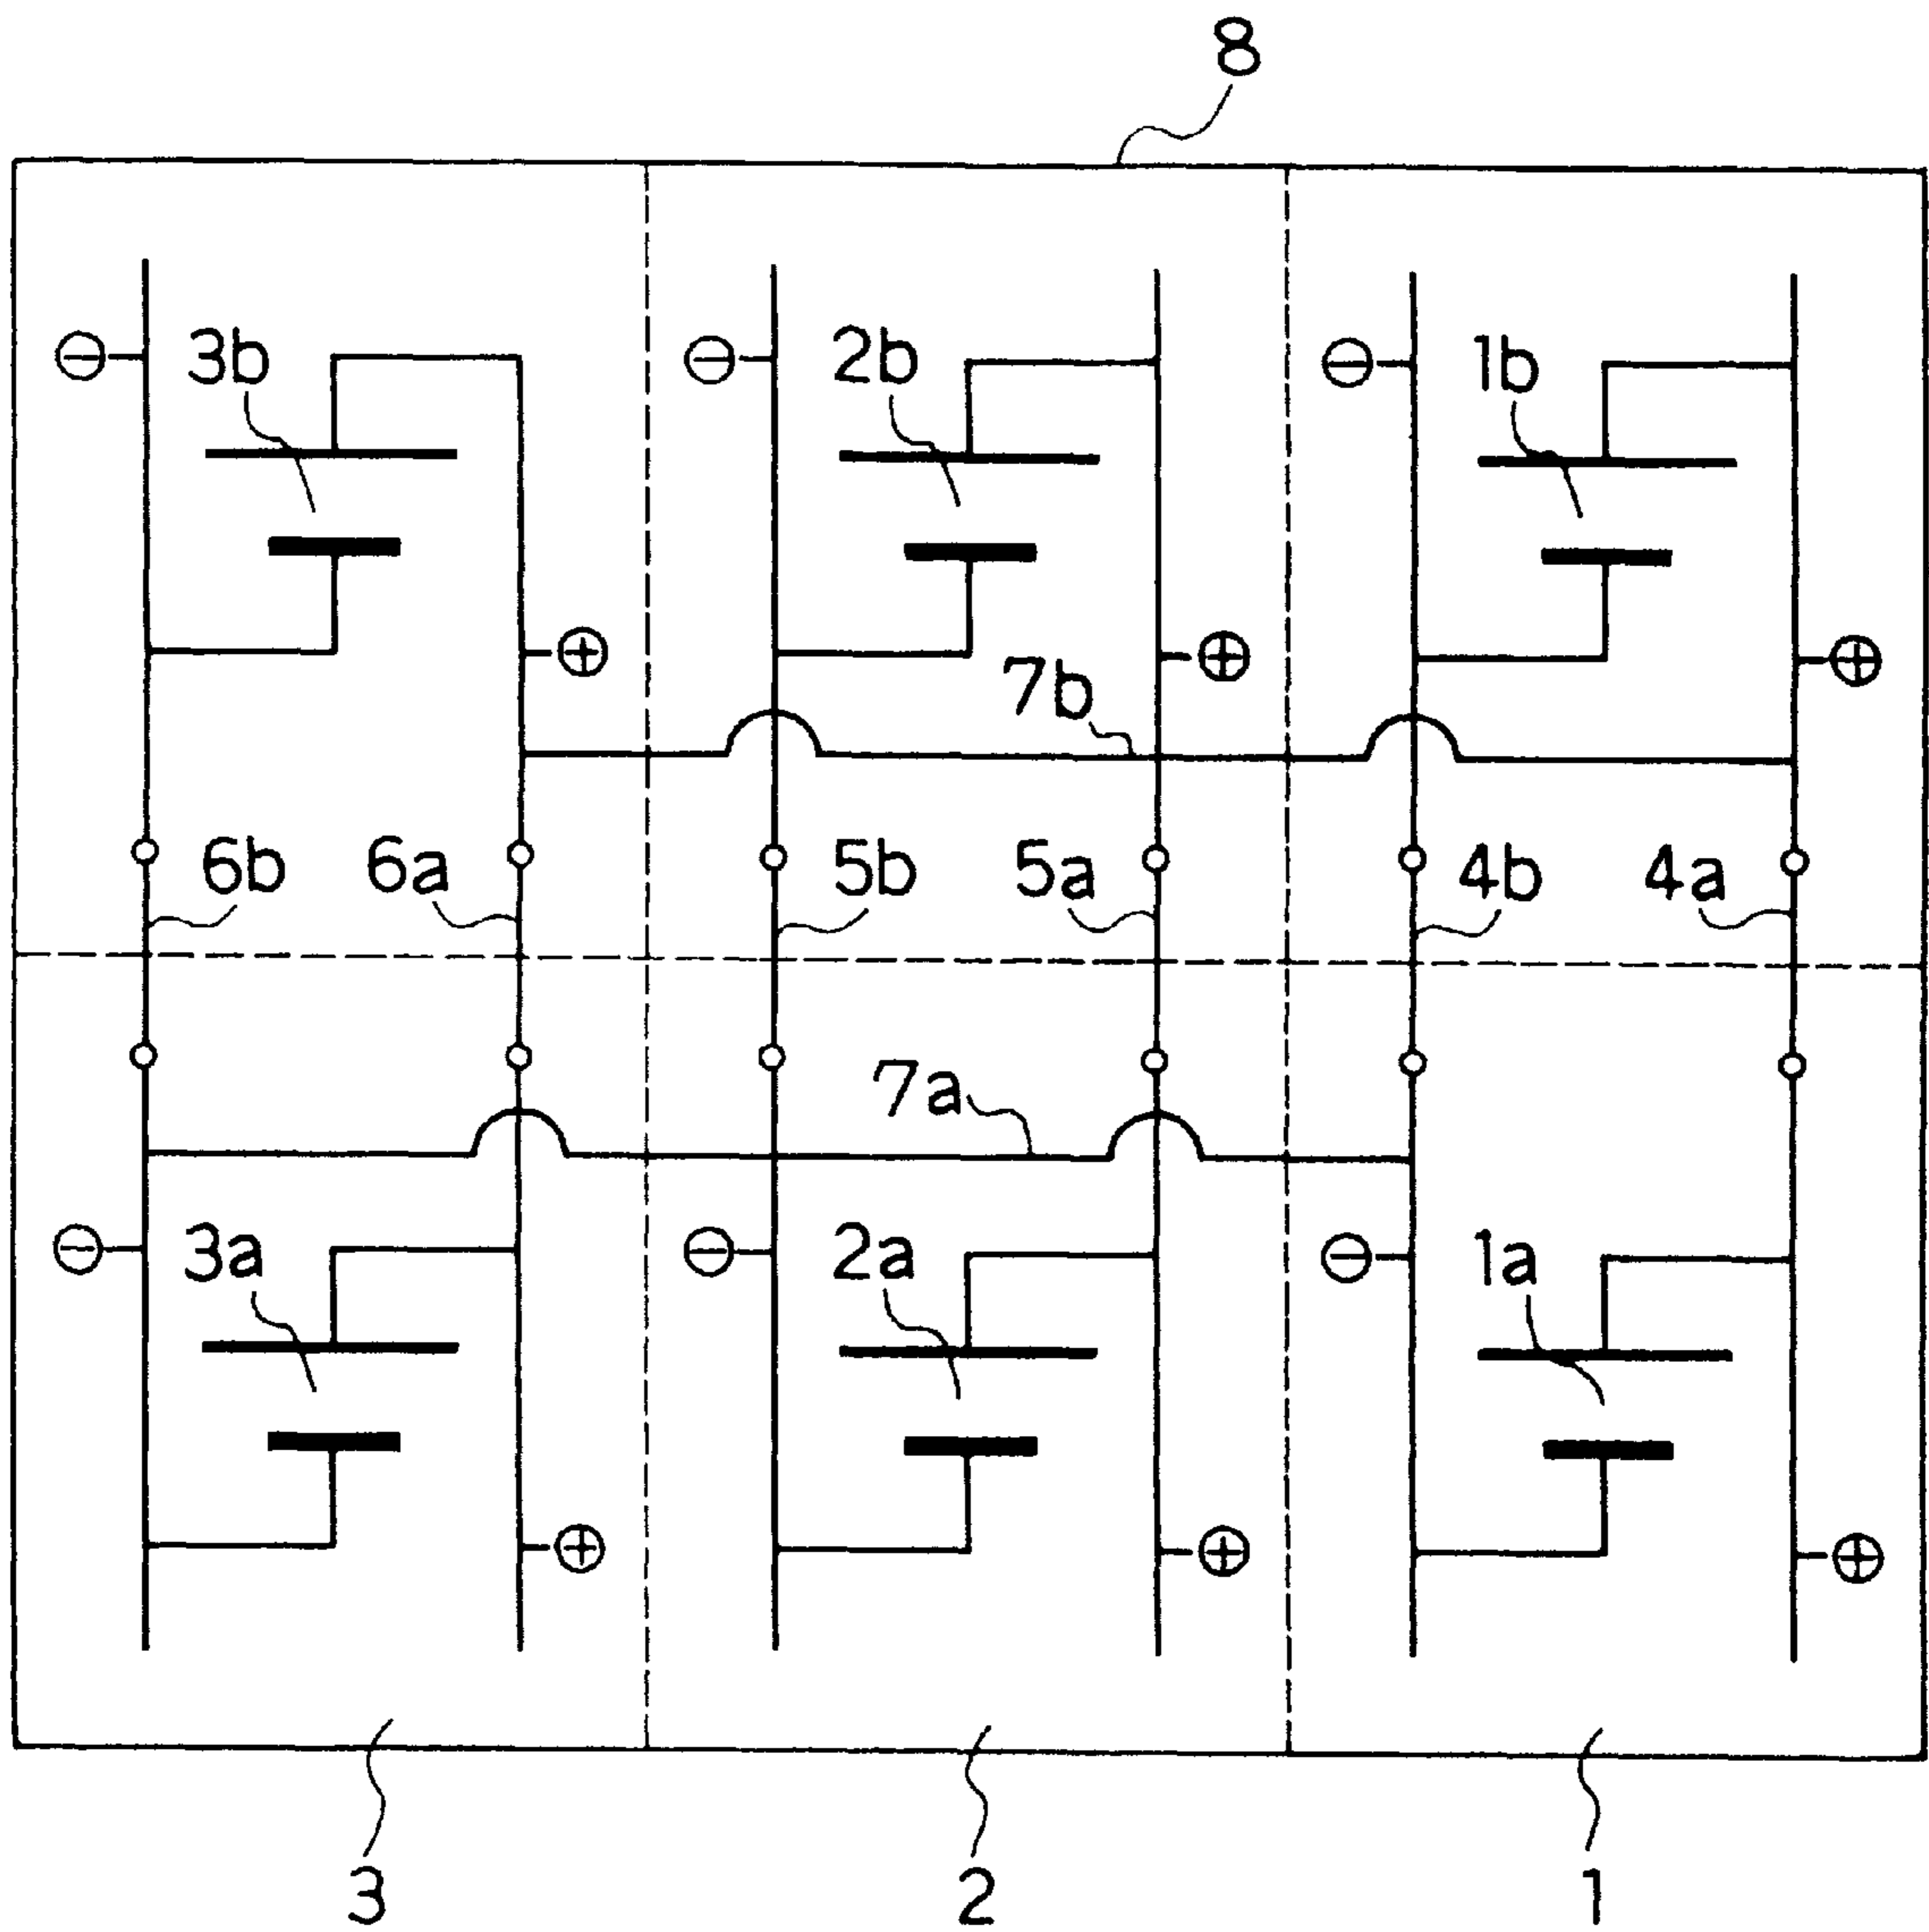 8
⊖ 3b ⊖ 2b ⊖ 1b
⊕ 7b ⊕ ⊕
6b 6a 5b 5a 4b 4a
7a
⊖ 3a ⊖ 2a ⊖ 1a
⊕ ⊕ ⊕
3 2 1